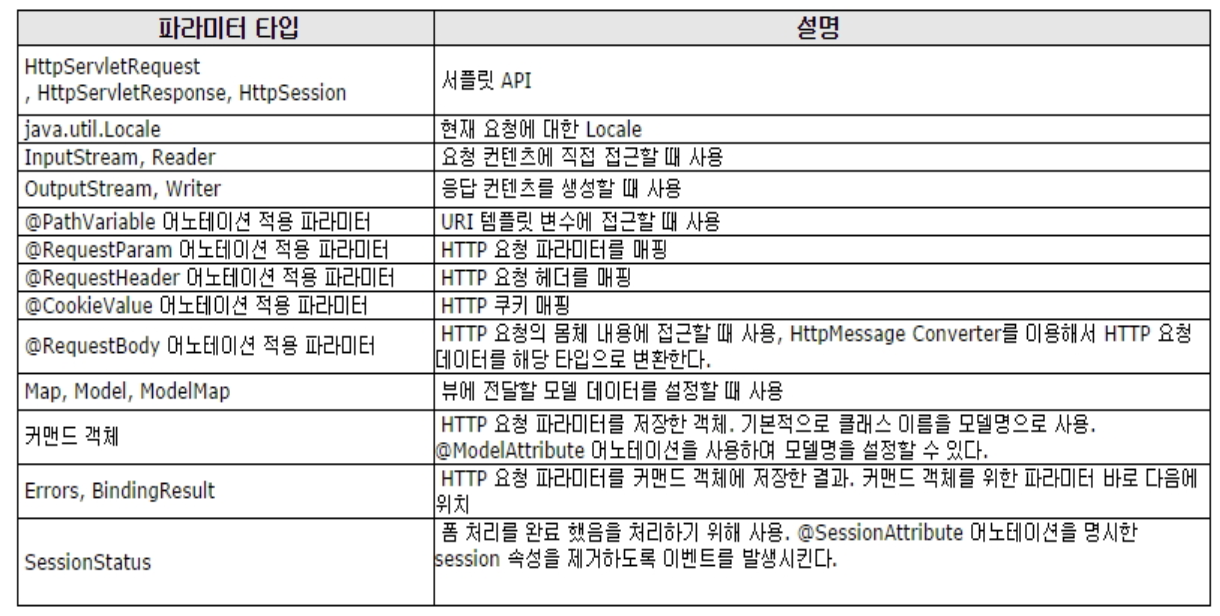 파라미터 타입
설명
HttpServletRequest
, HttpServletResponse, HttpSession
서플릿 API
java.util.Locale
현재 요청에 대한 Locale
InputStream, Reader
요청 컨텐츠에 직접 접근할 때 사용
OutputStream, Writer
응답 컨텐츠를 생성할 때 사용
@PathVariable 어노테이션 적용 파라미터
URI 템플릿 변수에 접근할 때 사용
@RequestParam 어노테이션 적용 파라미터
HTTP 요청 파라미터를 매핑
@RequestHeader 어노테이션 적용 파라미터
HTTP 요청 헤더를 매핑
@CookieValue 어노테이션 적용 파라미터
HTTP 쿠키 매핑
@RequestBody 어노테이션 적용 파라미터
HTTP 요청의 몸체 내용에 접근할 때 사용, HttpMessage Converter를 이용해서 HTTP 요청
데이터를 해당 타입으로 변환한다.
Map, Model, ModelMap
뷰에 전달할 모델 데이터를 설정할 때 사용
커맨드 객체
HTTP 요청 파라미터를 저장한 객체. 기본적으로 클래스 이름을 모델명으로 사용.
@ModelAttribute 어노테이션을 사용하여 모델명을 설정할 수 있다.
Errors, BindingResult
HTTP 요청 파라미터를 커맨드 객체에 저장한 결과. 커맨드 객체를 위한 파라미터 바로 다음에
위치
SessionStatus
폼 처리를 완료 했음을 처리하기 위해 사용. @SessionAttribute 어노테이션을 명시한
session 속성을 제거하도록 이벤트를 발생시킨다.